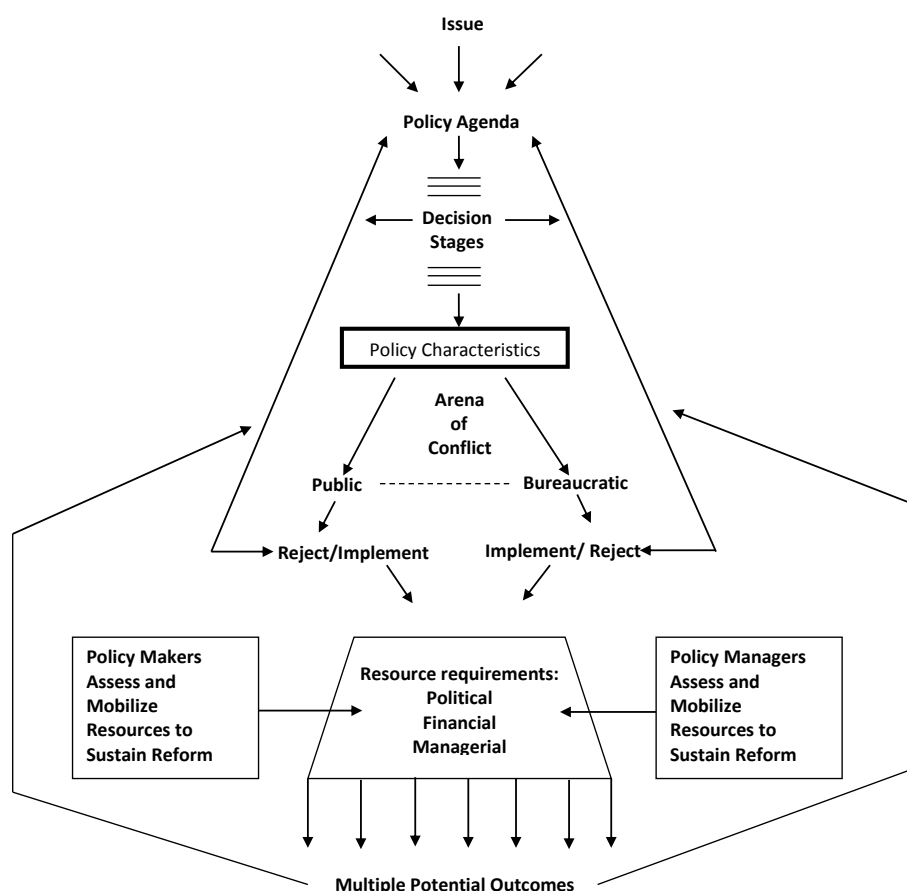 Issue
Policy Agenda
Decision
Stages
Policy Characteristics
Arena
of
Conflict
Public
Bureaucratic
Reject/Implement
Implement/ Reject
Policy Makers
Assess and
Mobilize
Resources to
Sustain Reform
Resource requirements:
Political
Financial
Managerial
Policy Managers
Assess and
Mobilize
Resources to
Sustain Reform
Multiple Potential Outcomes